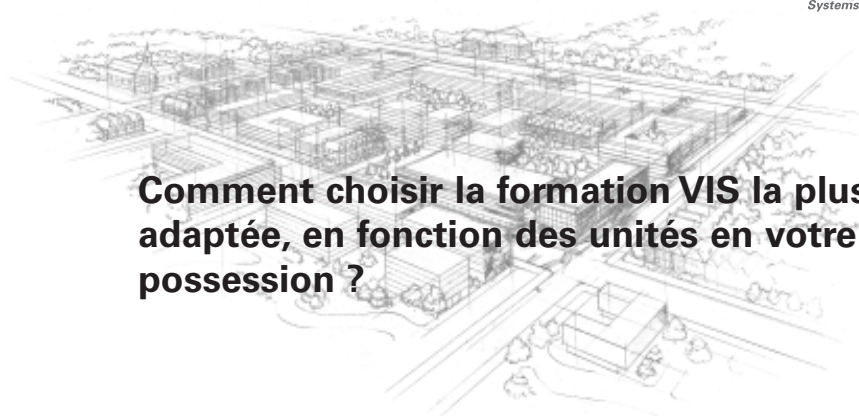 Systems
Comment choisir la formation VIS la plus
adaptée, en fonction des unités en votre
possession ?